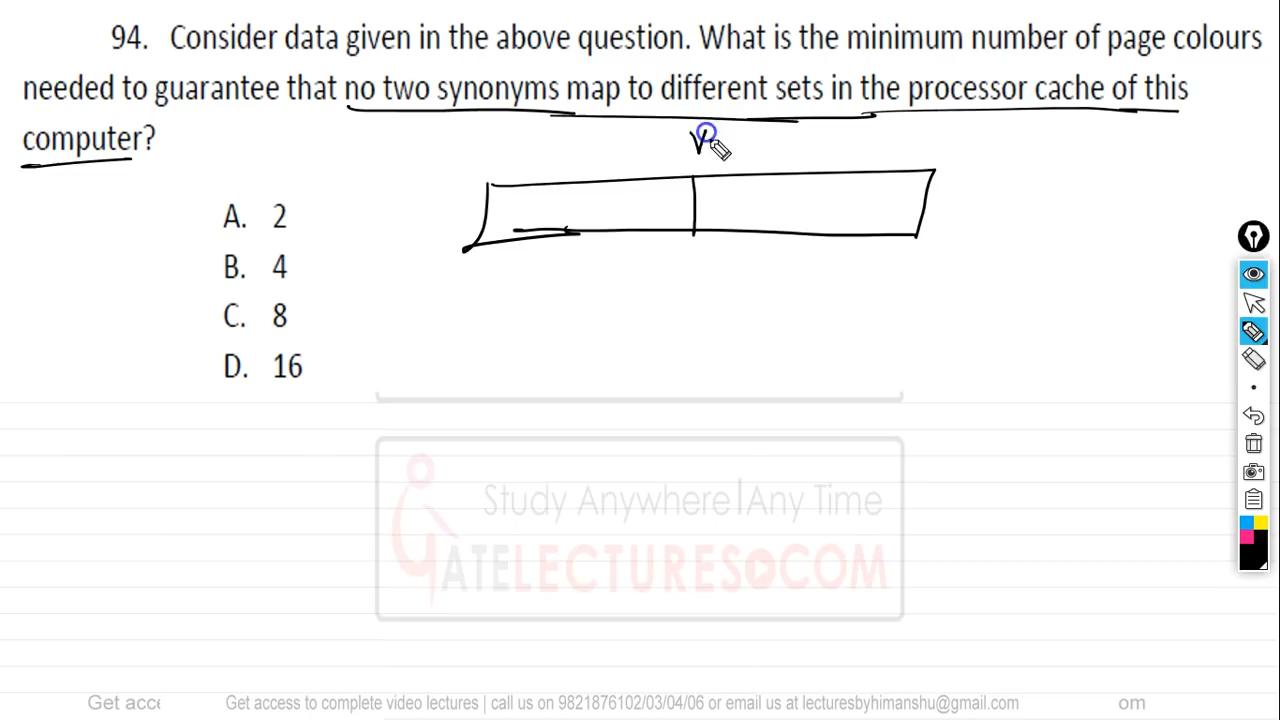 94. Consider data given in the above question. What is the minimum number of page colours
needed to guarantee that no two synonyms map to different sets in the processor cache of this
computer?
V
A. 2
B. 4
C. 8
D. 16
Study Anywhere|Any Time
GATELECTURES.COM
Get acce
Get access to complete video lectures | call us on 9821876102/03/04/06 or email us at lecturesbyhimanshu@gmail.com
om